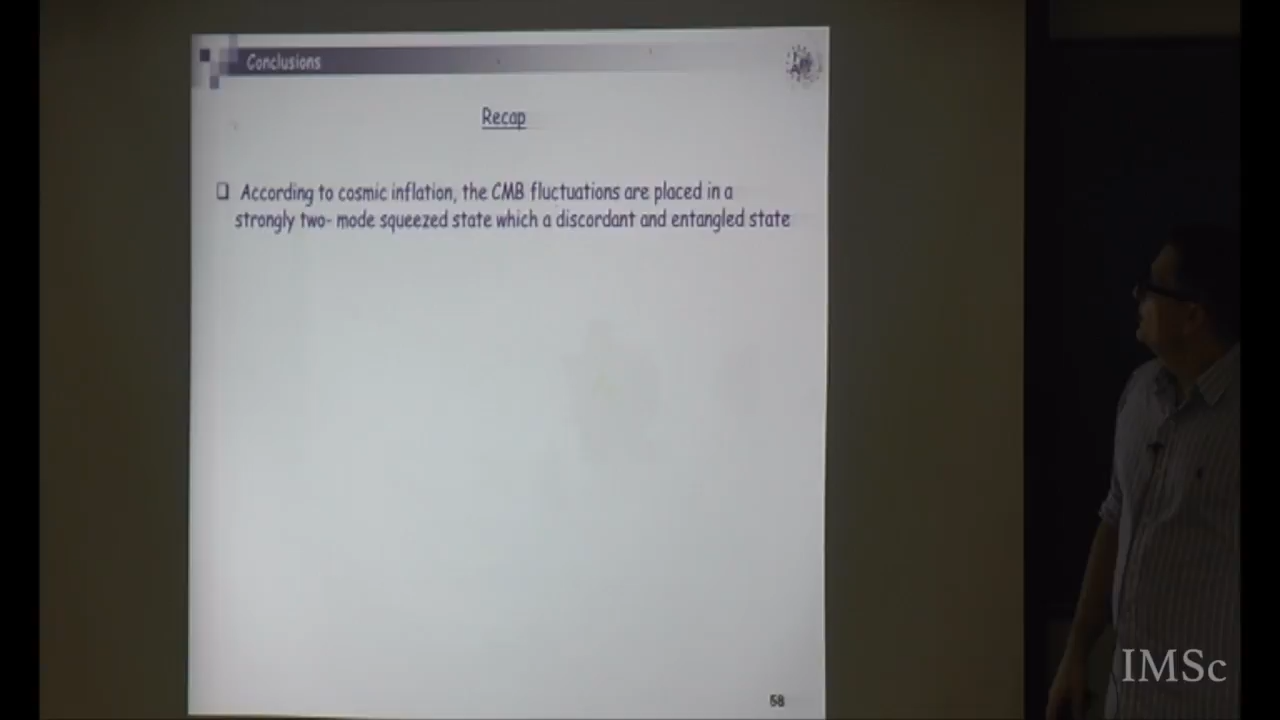 Conclusions
Recap
❑ According to cosmic inflation, the CMB fluctuations are placed in a
strongly two- mode squeezed state which a discordant and entangled state
58
IMSc